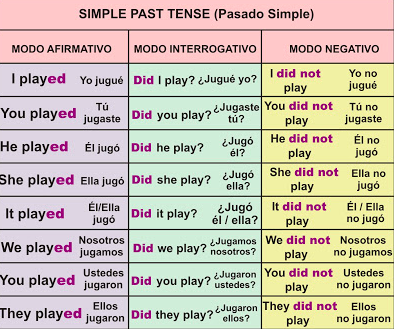 SIMPLE PAST TENSE (Pasado Simple)
MODO AFIRMATIVO MODO INTERROGATIVO MODO NEGATIVO
I played Yo jugué Did I play? ¿Jugué yo? I did not play Yo no jugué
You played Tú jugaste Did you play? ¿Jugaste tú? You did not play Tú no jugaste
He played Él jugó Did he play? ¿Jugó él? He did not play Él no jugó
She played Ella jugó Did she play? ¿Jugó ella? She did not play Ella no jugó
It played Él/Ella jugó Did it play? ¿Jugó él / ella? It did not play Él / Ella no jugó
We played Nosotros jugamos Did we play? ¿Jugamos nosotros? We did not play Nosotros no jugamos
You played Ustedes jugaron Did you play? ¿Jugaron ustedes? You did not play Ustedes no jugaron
They played Ellos jugaron Did they play? ¿Jugaron ellos? They did not play Ellos no jugaron